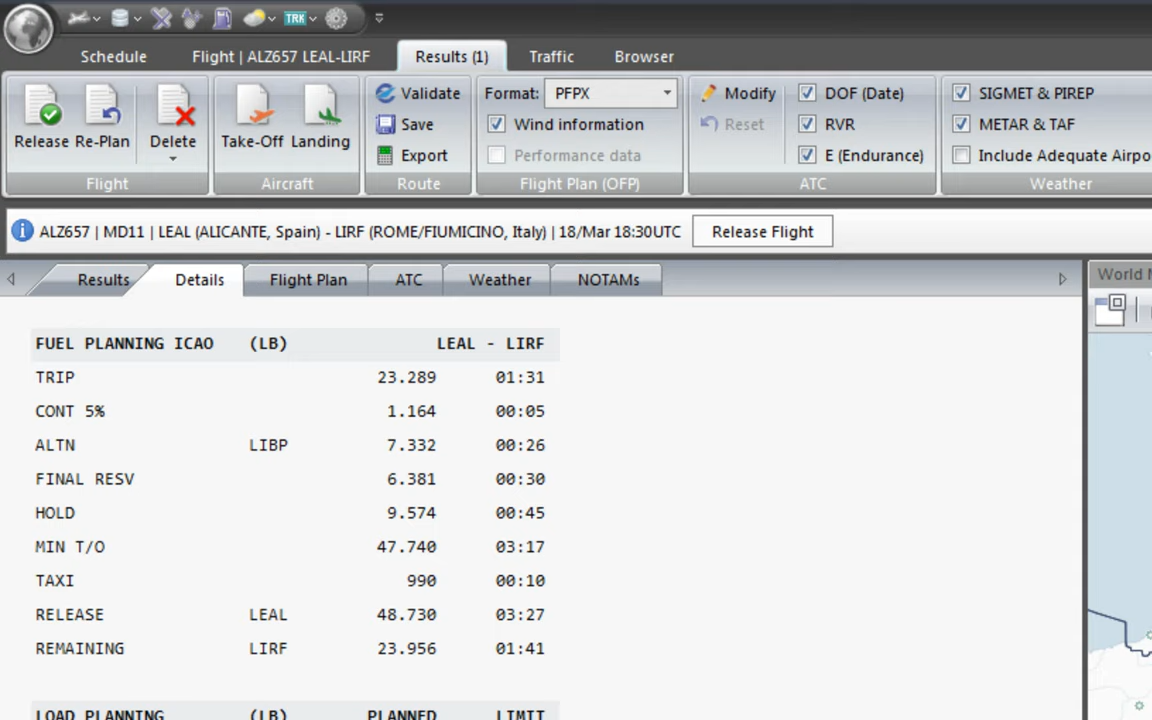 TRK
Schedule Flight | ALZ657 LEAL-LIRF Results (1) Traffic Browser
Release Re-Plan Delete Take-Off Landing Validate Save Export Format: PFPX Modify DOF (Date) SIGMET & PIREP
Wind information Reset RVR METAR & TAF
Performance data E (Endurance) Include Adequate Airpo
Flight Aircraft Route Flight Plan (OFP) ATC Weather
ALZ657 | MD11 | LEAL (ALICANTE, Spain) - LIRF (ROME/FIUMICINO, Italy) | 18/Mar 18:30UTC Release Flight
Results Details Flight Plan ATC Weather NOTAMs World M
FUEL PLANNING ICAO (LB) LEAL - LIRF
TRIP 23.289 01:31
CONT 5% 1.164 00:05
ALTN LIBP 7.332 00:26
FINAL RESV 6.381 00:30
HOLD 9.574 00:45
MIN T/O 47.740 03:17
TAXI 990 00:10
RELEASE LEAL 48.730 03:27
REMAINING LIRF 23.956 01:41
LOAD PLANNING (LB) PLANNED LIMIT